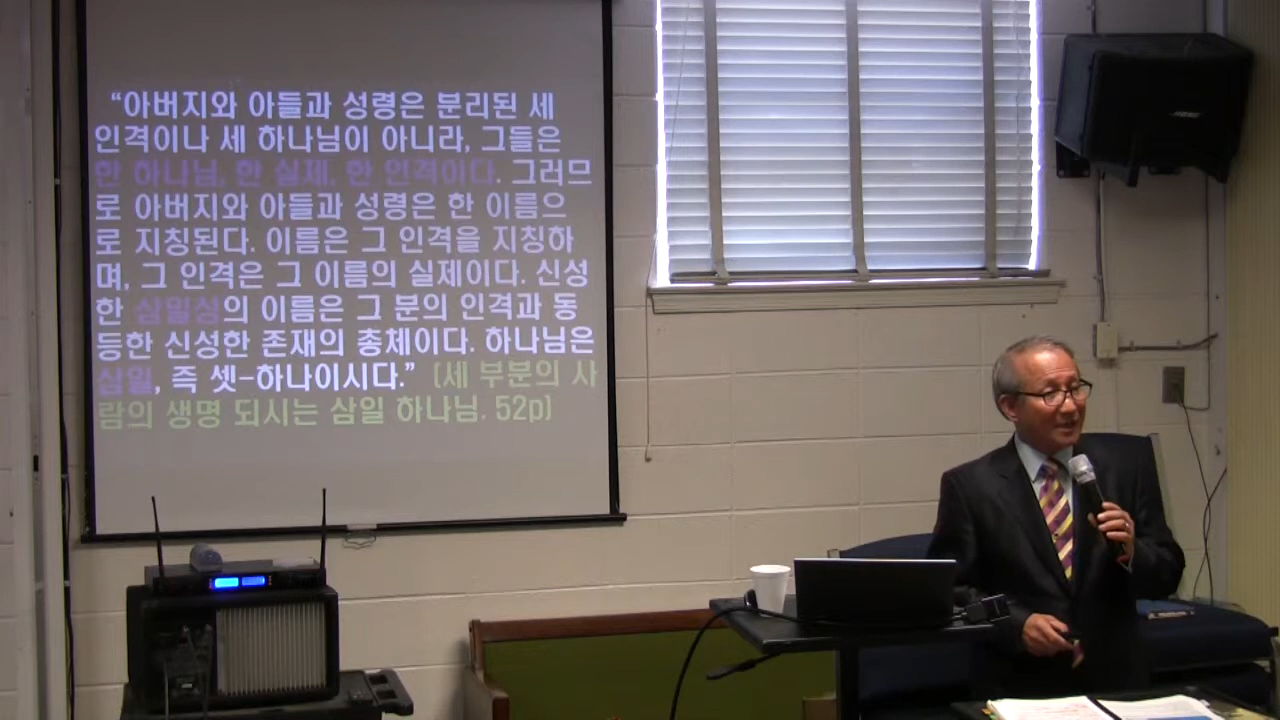 “아버지와 아들과 성령은 분리된 세
인격이나 세 하나님이 아니라, 그들은
한 하나님, 한 실제, 한 인격이다. 그러므
로 아버지와 아들과 성령은 한 이름으
로 지칭된다. 이름은 그 인격을 지칭하
며, 그 인격은 그 이름의 실제이다. 신성
한 삼일성의 이름은 그 분의 인격과 동
등한 신성한 존재의 총체이다. 하나님은
삼일, 즉 셋-하나이시다.” (세 부분의 사
람의 생명 되시는 삼일 하나님. 52p)
BOSE